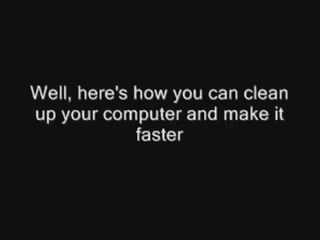 Well, here's how you can clean
up your computer and make it
faster